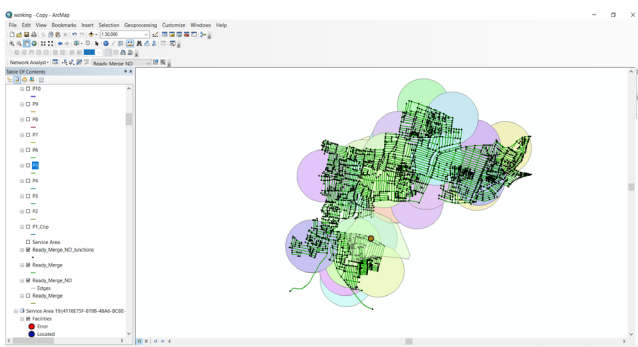 working - Copy - ArcMap
File Edit View Bookmarks Insert Selection Geoprocessing Customize Windows Help
1:30,000
Network Analyst
Ready_Merge_ND
Table Of Contents
P10
P9
P8
P7
P6
P5
P4
P3
P2
P1_Clip
Service Area
Ready_Merge_ND_Junctions
Ready_Merge
Ready_Merge_ND
Edges
Ready_Merge
Facilities
Error
Located